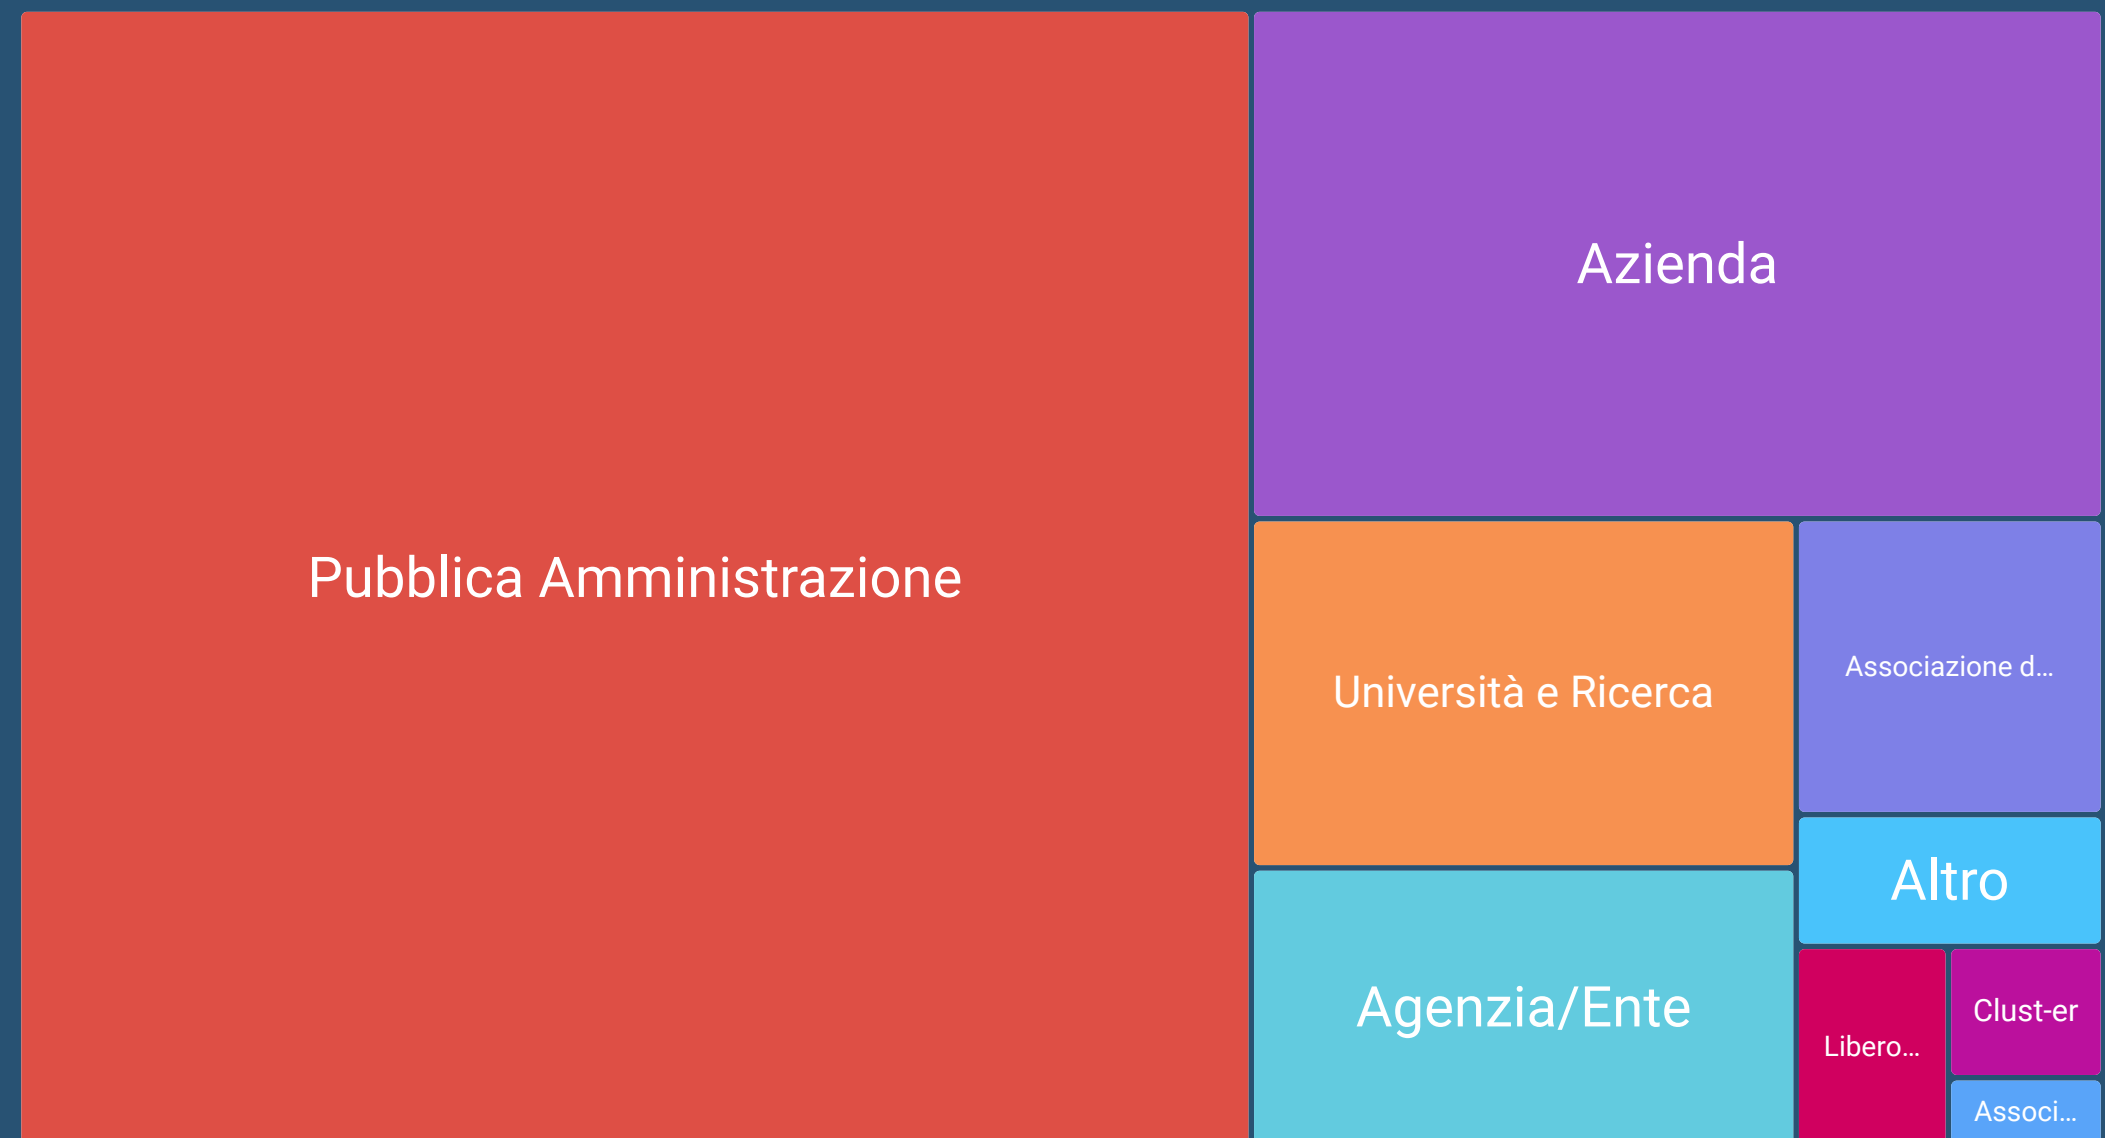 Pubblica Amministrazione
Azienda
Università e Ricerca
Associazione d...
Altro
Agenzia/Ente
Libero...
Clust-er
Associ...